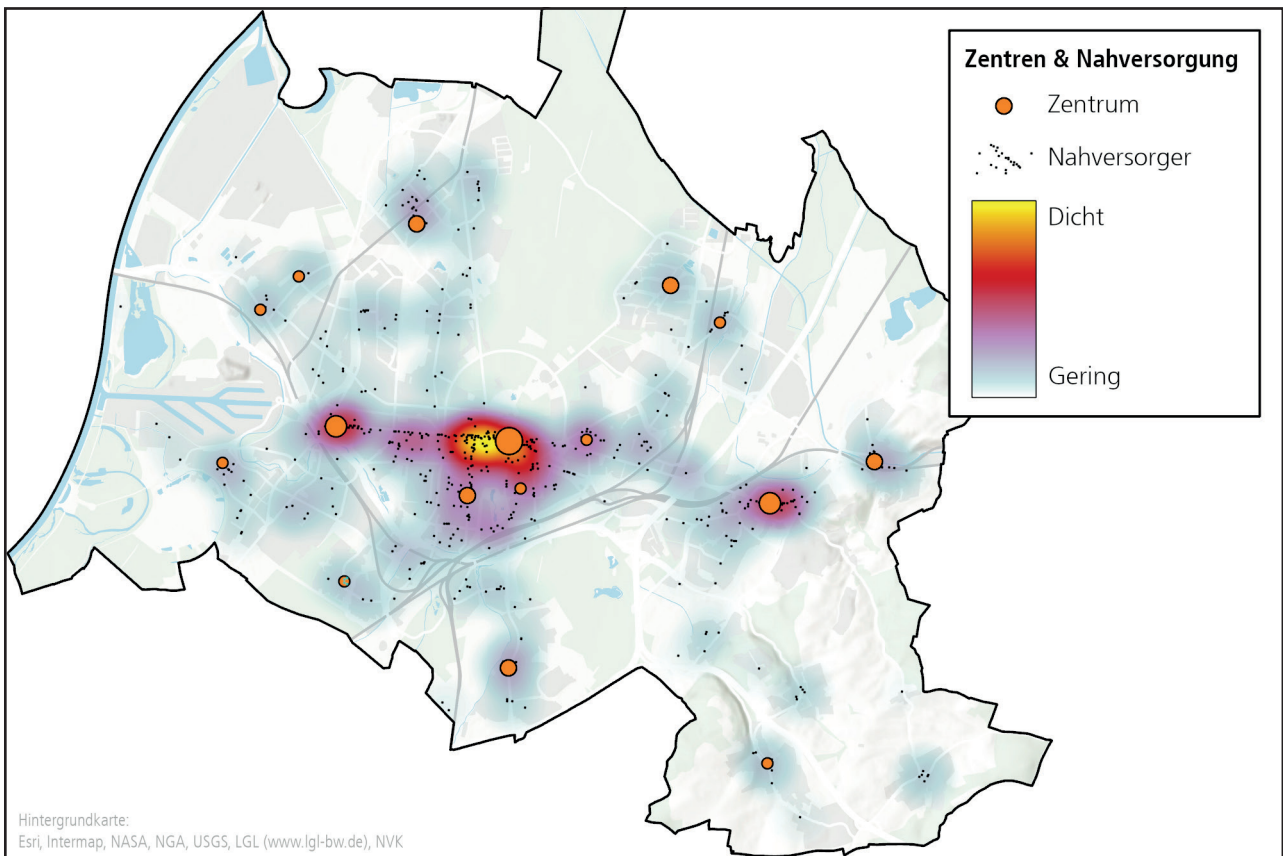 Zentren & Nahversorgung
Zentrum
Nahversorger
Dicht
Gering
Hintergrundkarte:
Esri, Intermap, NASA, NGA, USGS, LGL (www.lgl-bw.de), NVK